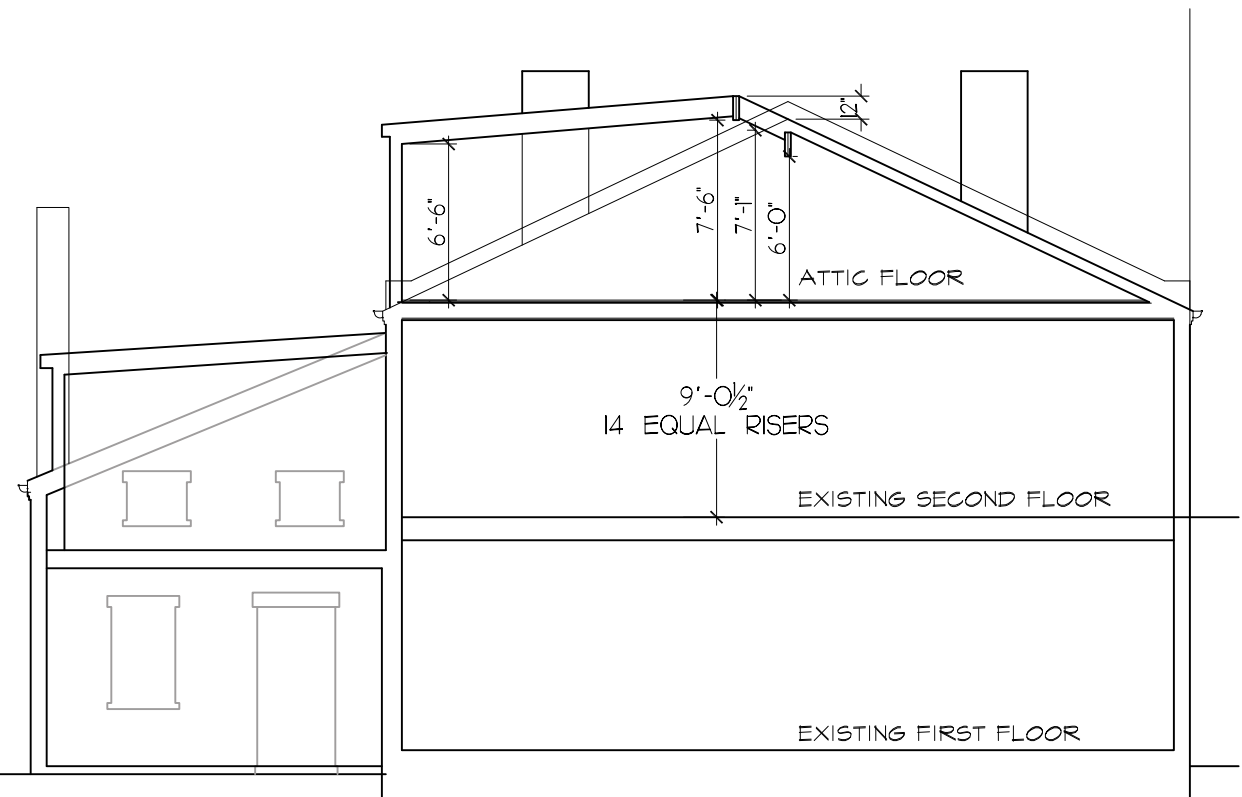 12"
6'-6"
7'-6"
7'-1"
6'-0"
ATTIC FLOOR
9'-0½"
14 EQUAL RISERS
EXISTING SECOND FLOOR
EXISTING FIRST FLOOR